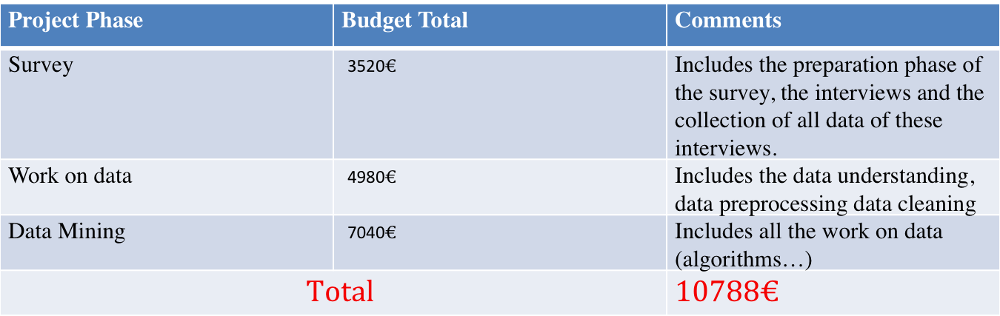 Project Phase Budget Total Comments
Survey 3520€ Includes the preparation phase of
the survey, the interviews and the
collection of all data of these
interviews.
Work on data 4980€ Includes the data understanding,
data preprocessing data cleaning
Data Mining 7040€ Includes all the work on data
(algorithms…)
Total 10788€